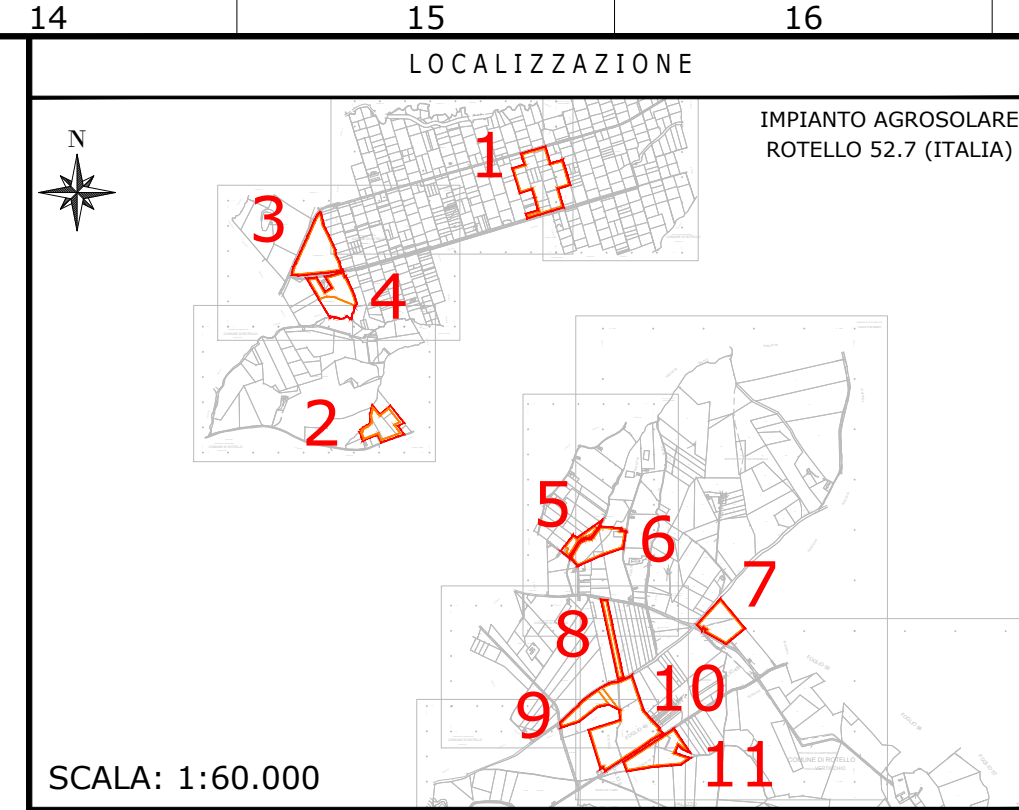 14 15 16
LOCALIZZAZIONE
IMPIANTO AGROSOLARE
ROTELLO 52.7 (ITALIA)
N
1
3
4
2
5
6
7
8
10
9
11
COMUNE DI ROTELLO
SCALA: 1:60.000